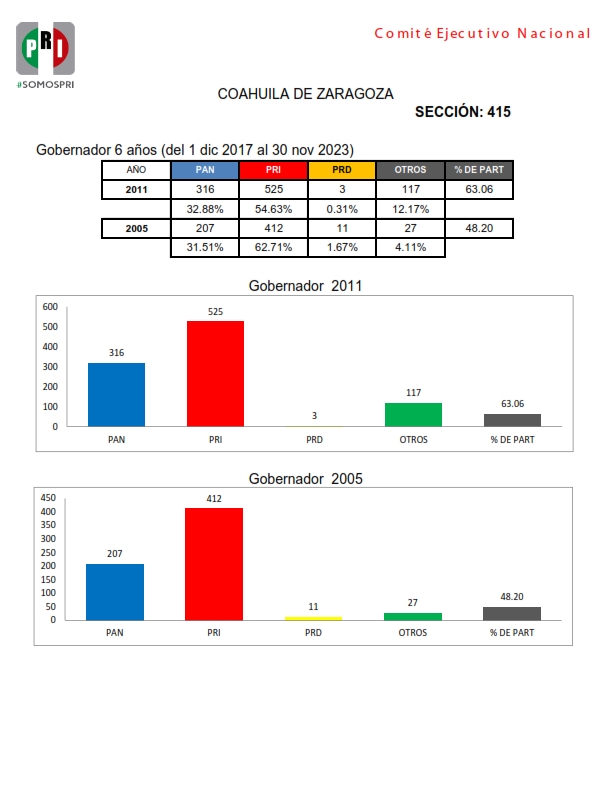 Comité Ejecutivo Nacional
PRI
#SOMOSPRI
COAHUILA DE ZARAGOZA
SECCIÓN: 415
Gobernador 6 años (del 1 dic 2017 al 30 nov 2023)
AÑO PAN PRI PRD OTROS % DE PART
2011 316 525 3 117 63.06
32.88% 54.63% 0.31% 12.17%
2005 207 412 11 27 48.20
31.51% 62.71% 1.67% 4.11%
Gobernador 2011
600
500
400
300
200
100
0
316
525
3
117
63.06
PAN PRI PRD OTROS % DE PART
Gobernador 2005
450
400
350
300
250
200
150
100
50
0
207
412
11
27
48.20
PAN PRI PRD OTROS % DE PART